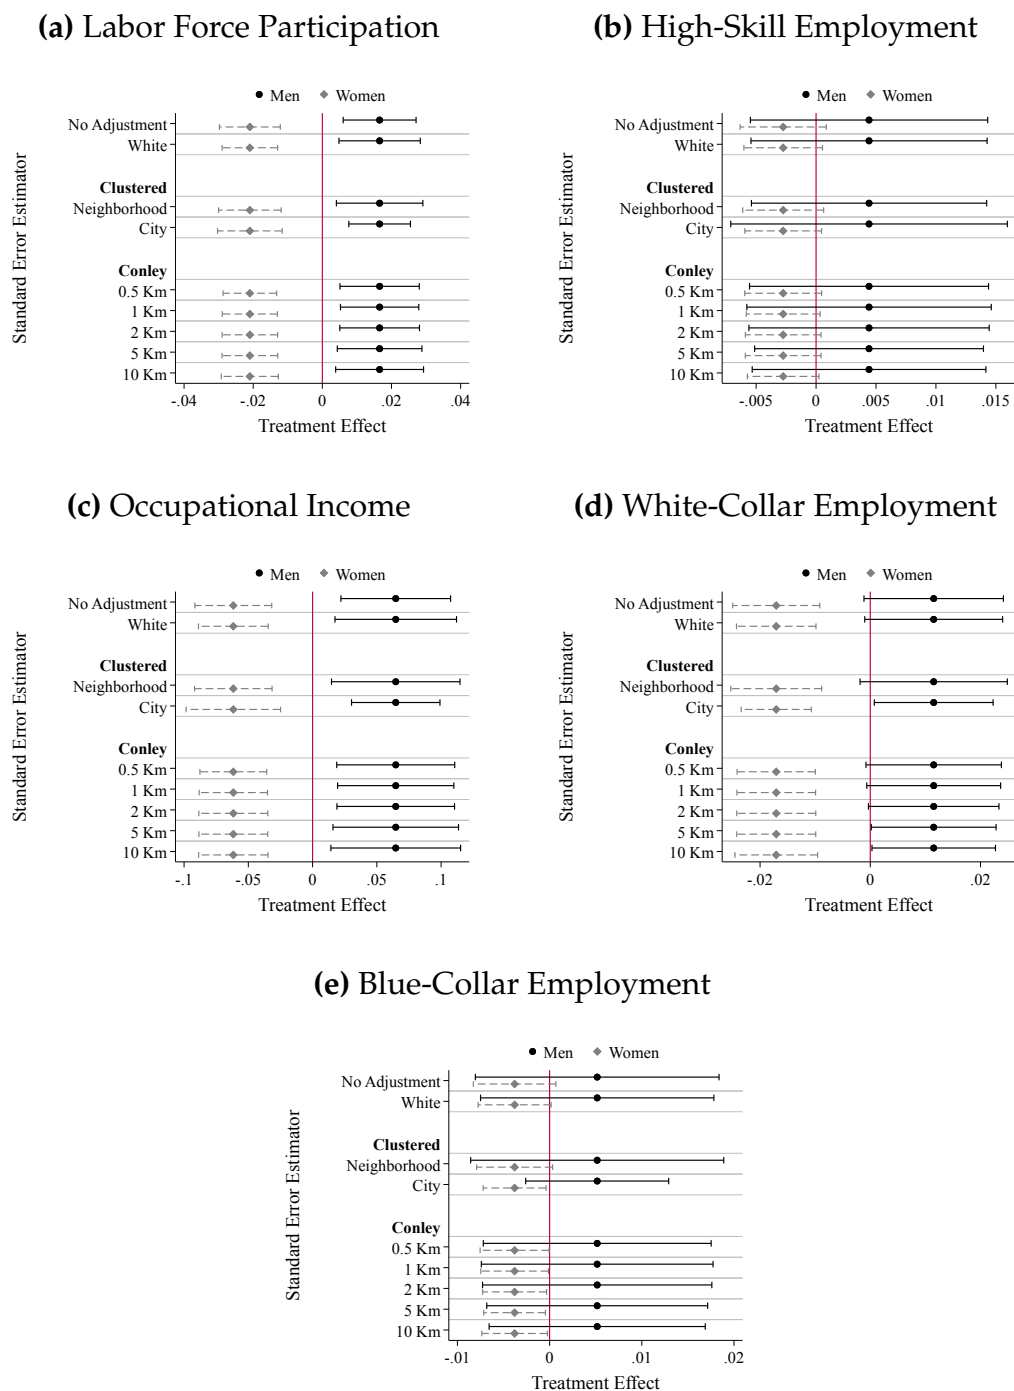 (a) Labor Force Participation
Men Women
Standard Error Estimator
No Adjustment
White
Clustered
Neighborhood
City
Conley
0.5 Km
1 Km
2 Km
5 Km
10 Km
-.04 -.02 0 .02 .04
Treatment Effect
(b) High-Skill Employment
Men Women
Standard Error Estimator
No Adjustment
White
Clustered
Neighborhood
City
Conley
0.5 Km
1 Km
2 Km
5 Km
10 Km
-.005 0 .005 .01 .015
Treatment Effect
(c) Occupational Income
Men Women
Standard Error Estimator
No Adjustment
White
Clustered
Neighborhood
City
Conley
0.5 Km
1 Km
2 Km
5 Km
10 Km
-.1 -.05 0 .05 .1
Treatment Effect
(d) White-Collar Employment
Men Women
Standard Error Estimator
No Adjustment
White
Clustered
Neighborhood
City
Conley
0.5 Km
1 Km
2 Km
5 Km
10 Km
-.02 0 .02
Treatment Effect
(e) Blue-Collar Employment
Men Women
Standard Error Estimator
No Adjustment
White
Clustered
Neighborhood
City
Conley
0.5 Km
1 Km
2 Km
5 Km
10 Km
-.01 0 .01 .02
Treatment Effect